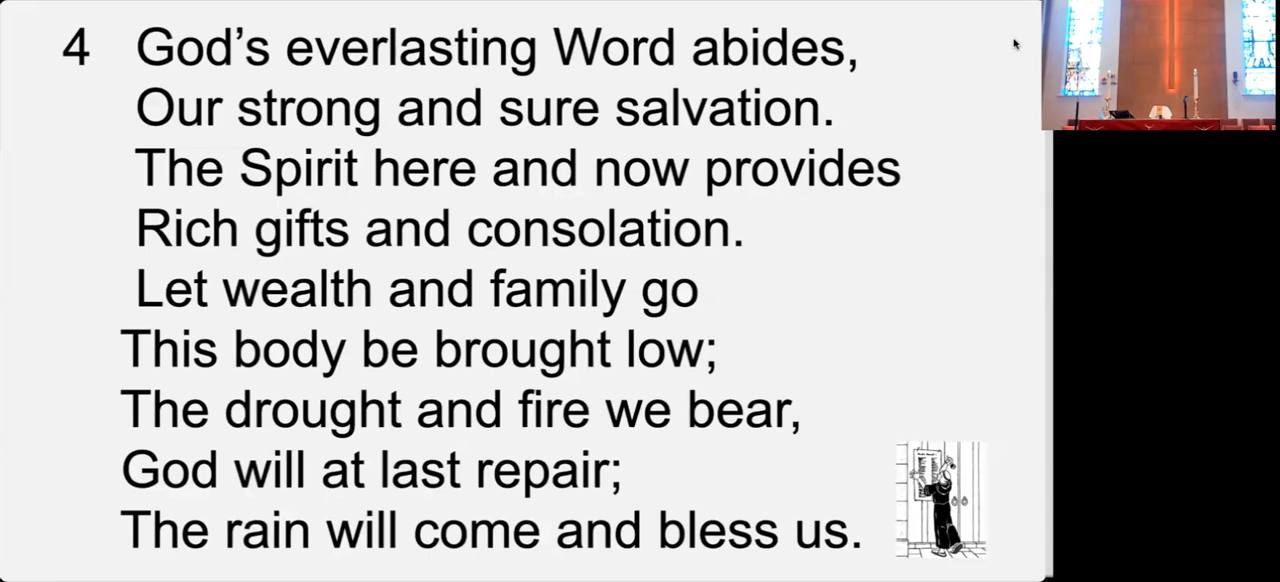 4 God's everlasting Word abides,
Our strong and sure salvation.
The Spirit here and now provides
Rich gifts and consolation.
Let wealth and family go
This body be brought low;
The drought and fire we bear,
God will at last repair;
The rain will come and bless us.